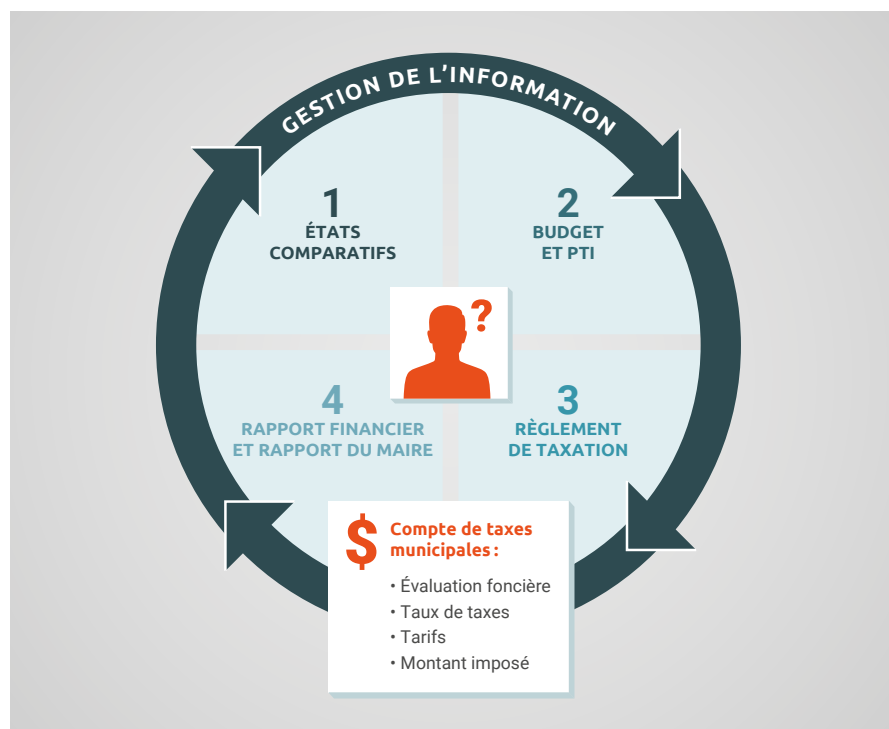 GESTION DE L'INFORMATION
1
ÉTATS
COMPARATIFS
2
BUDGET
ET PTI
?
4
RAPPORT FINANCIER
ET RAPPORT DU MAIRE
3
RÈGLEMENT
DE TAXATION
$
Compte de taxes
municipales :
• Évaluation foncière
• Taux de taxes
• Tarifs
• Montant imposé